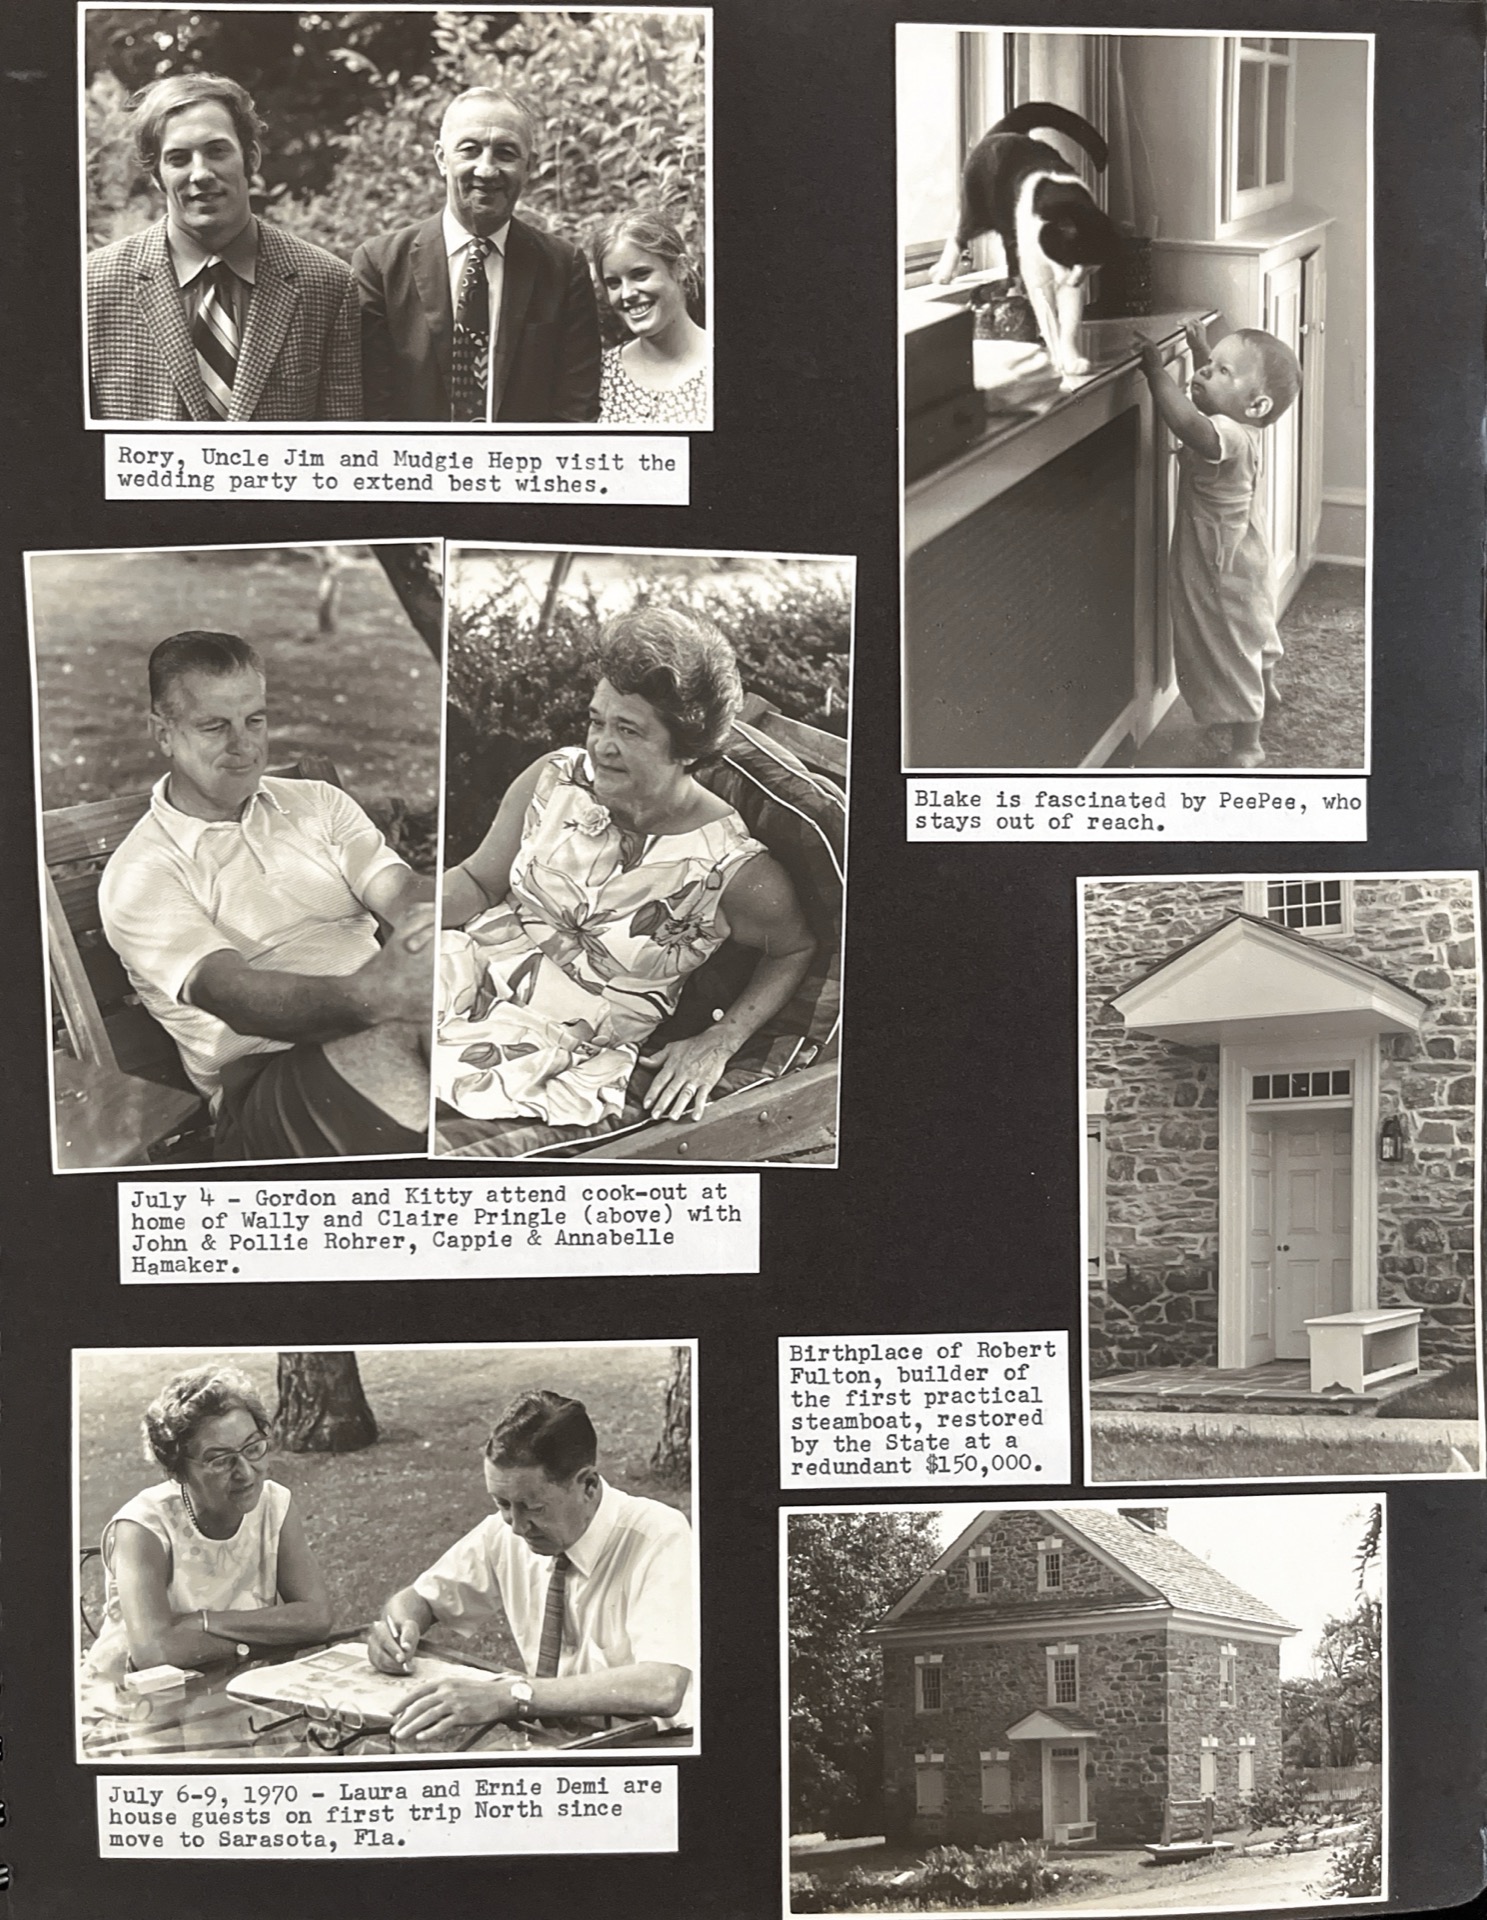 Rory, Uncle Jim and Mudgie Hepp visit the
wedding party to extend best wishes.
Blake is fascinated by PeePee, who
stays out of reach.
July 4 - Gordon and Kitty attend cook-out at
home of Wally and Claire Pringle (above) with
John & Pollie Rohrer, Cappie & Annabelle
Hamaker.
Birthplace of Robert
Fulton, builder of
the first practical
steamboat, restored
by the State at a
redundant $150,000.
July 6-9, 1970 - Laura and Ernie Demi are
house guests on first trip North since
move to Sarasota, Fla.